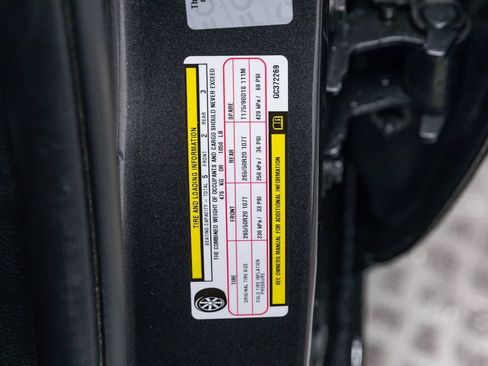 TIRE AND LOADING INFORMATION
SEATING CAPACITY - TOTAL 5 FRONT 2 REAR 3
THE COMBINED WEIGHT OF OCCUPANTS AND CARGO SHOULD NEVER EXCEED
476 KG OR 1050 LB
TIRE FRONT REAR SPARE
ORIGINAL TIRE SIZE 265/50R20 107T 265/50R20 107T T175/90D18 111M
COLD TIRE INFLATION PRESSURE 230 kPa / 33 PSI 250 kPa / 36 PSI 420 kPa / 60 PSI
SEE OWNERS MANUAL FOR ADDITIONAL INFORMATION
GC372269
Th